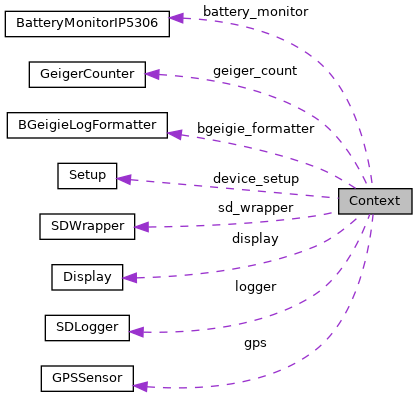 battery_monitor
BatteryMonitorIP5306
geiger_count
GeigerCounter
bgeigie_formatter
BGeigieLogFormatter
device_setup
Setup
Context
sd_wrapper
SDWrapper
display
Display
logger
SDLogger
gps
GPSSensor